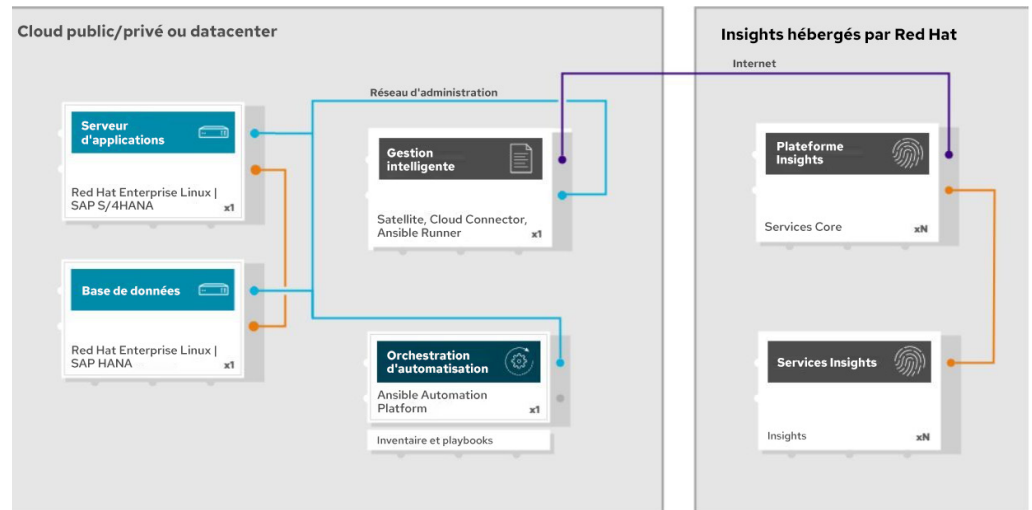 Cloud public/privé ou datacenter
Réseau d'administration
Serveur
d'applications
Red Hat Enterprise Linux |
SAP S/4HANA
x1
Gestion
intelligente
Satellite, Cloud Connector,
Ansible Runner
x1
Base de données
Red Hat Enterprise Linux |
SAP HANA
x1
Orchestration
d'automatisation
Ansible Automation
Platform
x1
Inventaire et playbooks
Insights hébergés par Red Hat
Internet
Plateforme
Insights
Services Core
xN
Services Insights
Insights
xN